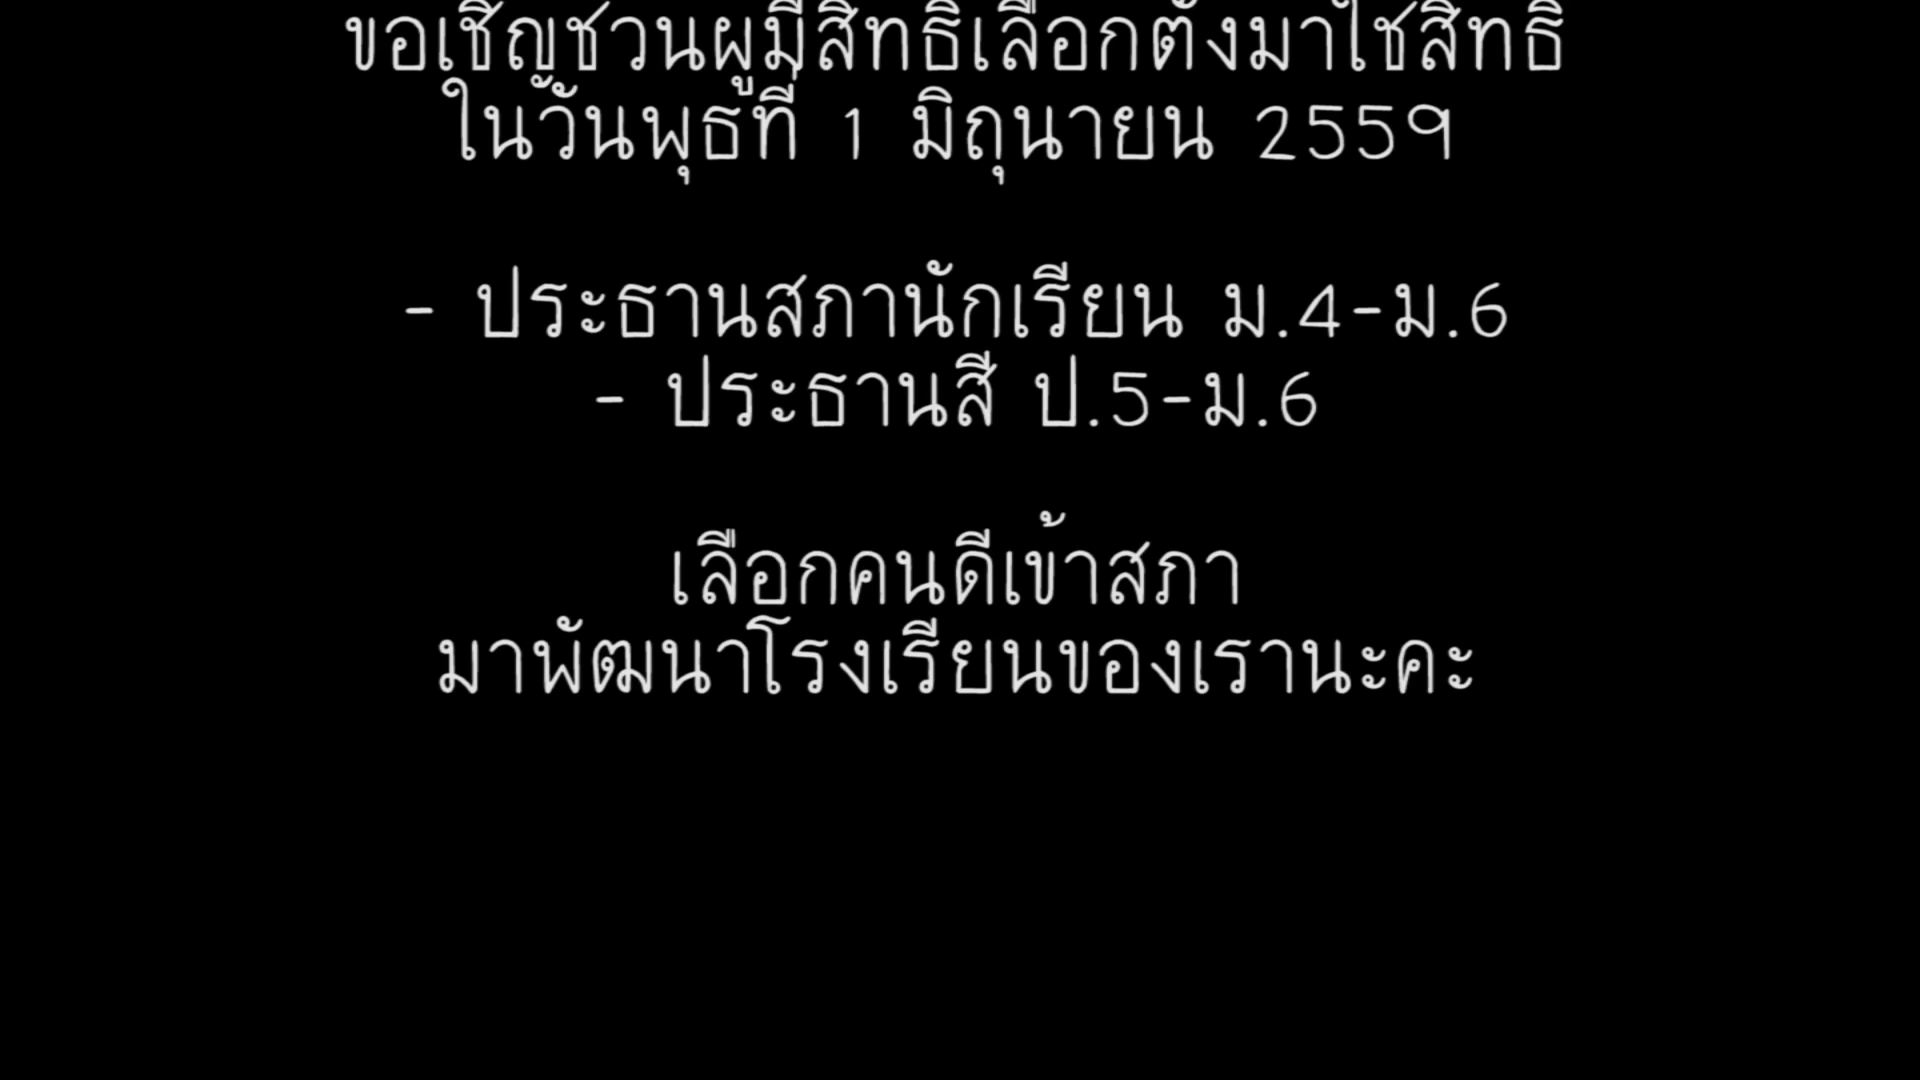 ขอเชิญชวนผู้มีสิทธิเลือกตั้งมาใช้สิทธิ
ในวันพุธที่ 1 มิถุนายน 2559
- ประธานสภานักเรียน ม.4-ม.6
- ประธานสี ป.5-ม.6
เลือกคนดีเข้าสภา
มาพัฒนาโรงเรียนของเรานะคะ